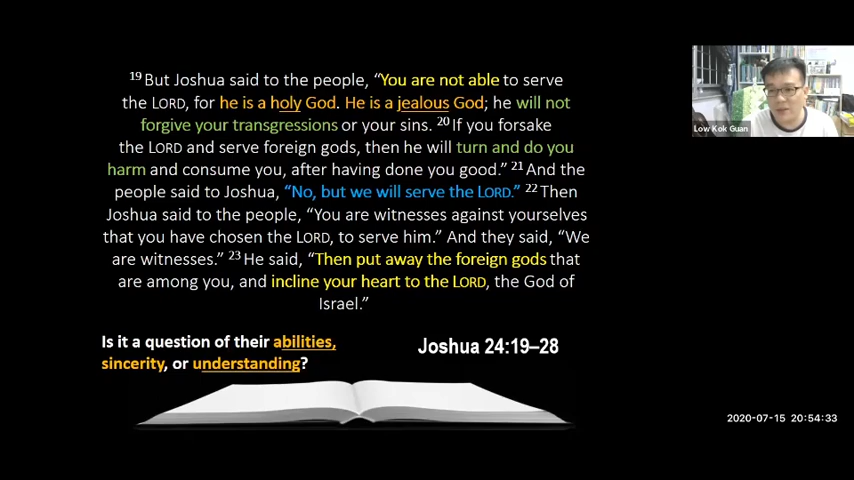 19 But Joshua said to the people, “You are not able to serve
the LORD, for he is a holy God. He is a jealous God; he will not
forgive your transgressions or your sins. 20 If you forsake
the LORD and serve foreign gods, then he will turn and do you
harm and consume you, after having done you good.” 21 And the
people said to Joshua, “No, but we will serve the LORD.” 22 Then
Joshua said to the people, “You are witnesses against yourselves
that you have chosen the LORD, to serve him.” And they said, “We
are witnesses.” 23 He said, “Then put away the foreign gods that
are among you, and incline your heart to the LORD, the God of
Israel.”
Is it a question of their abilities,
sincerity, or understanding?
Joshua 24:19–28
Low Kok Guan
2020-07-15 20:54:33